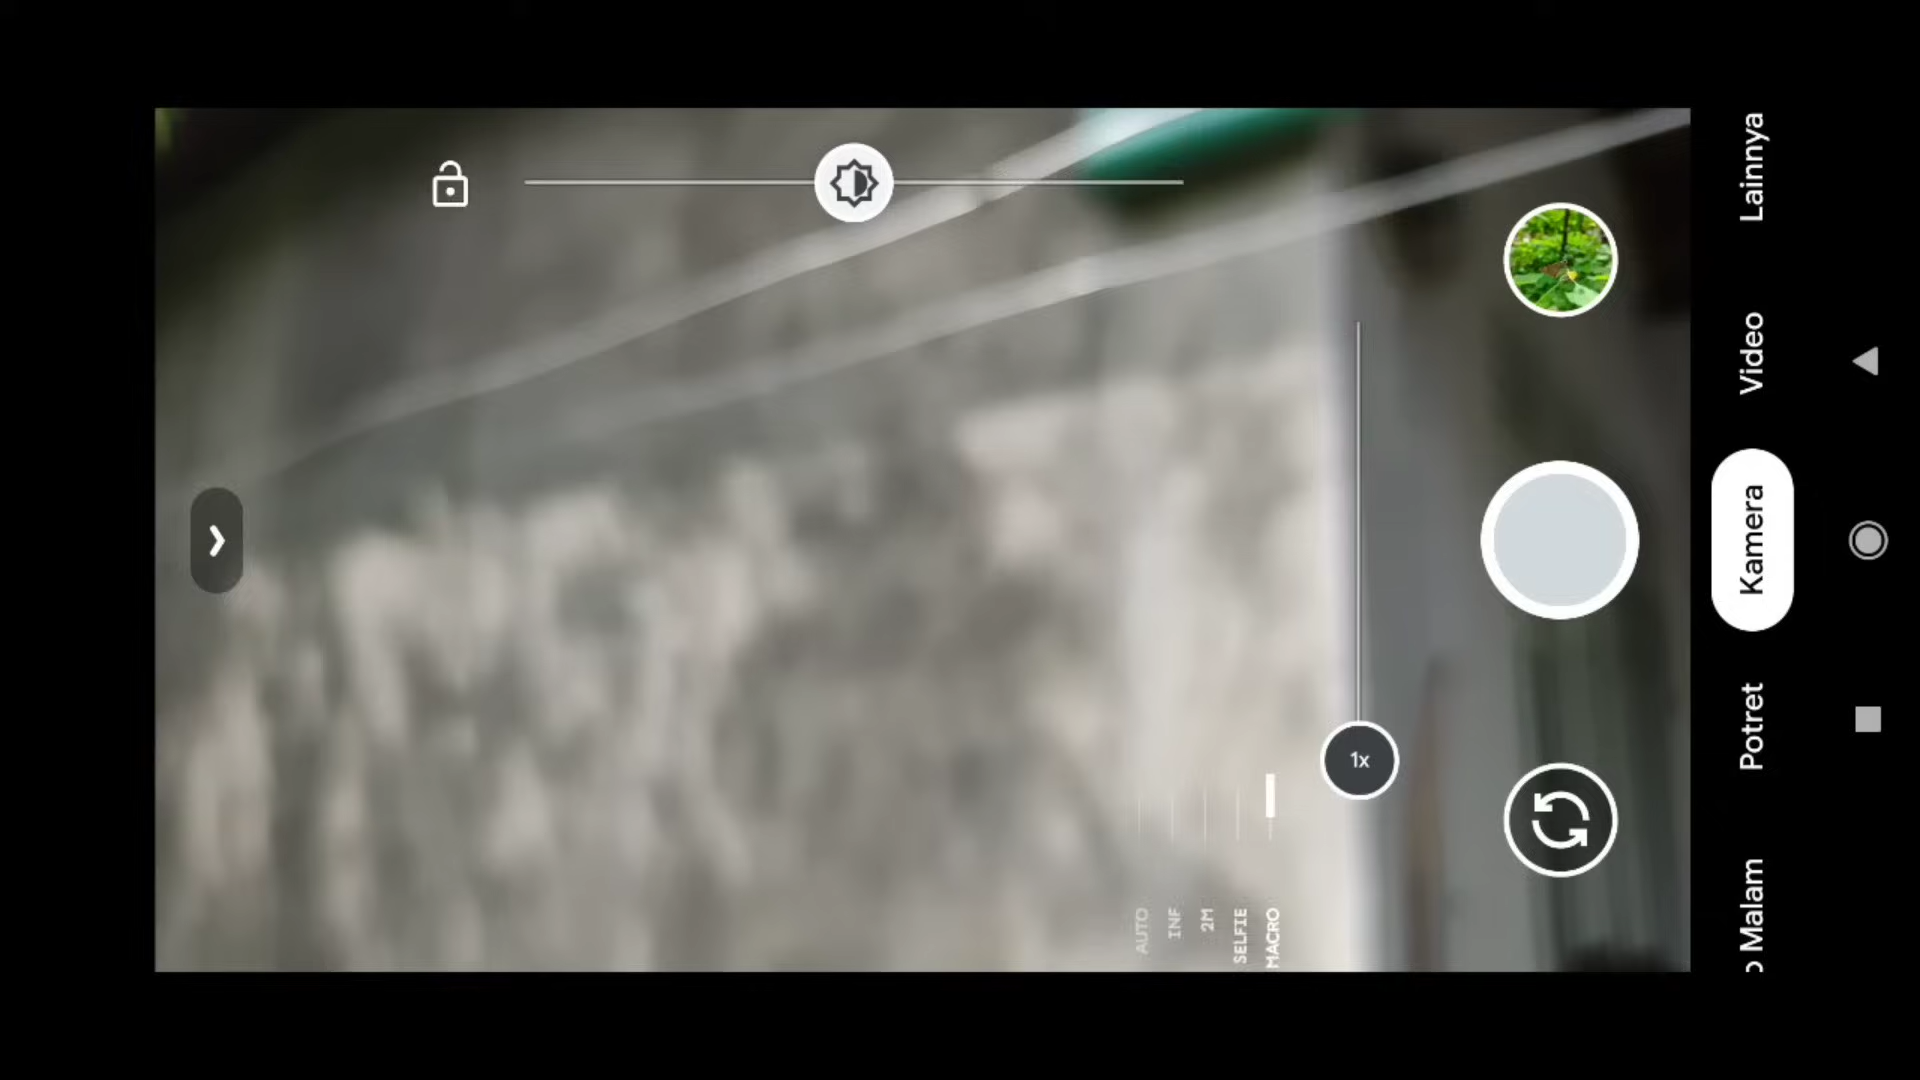 Lainnya
Video
Kamera
Potret
Malam
1x
AUTO
INF
2M
SELFIE
MACRO